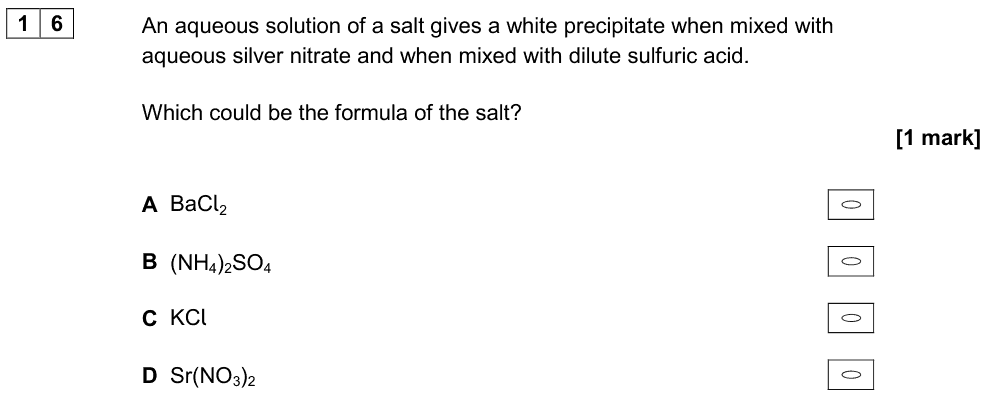 1 6 An aqueous solution of a salt gives a white precipitate when mixed with
aqueous silver nitrate and when mixed with dilute sulfuric acid.
Which could be the formula of the salt?
[1 mark]
A BaCl₂
B (NH₄)₂SO₄
C KCl
D Sr(NO₃)₂